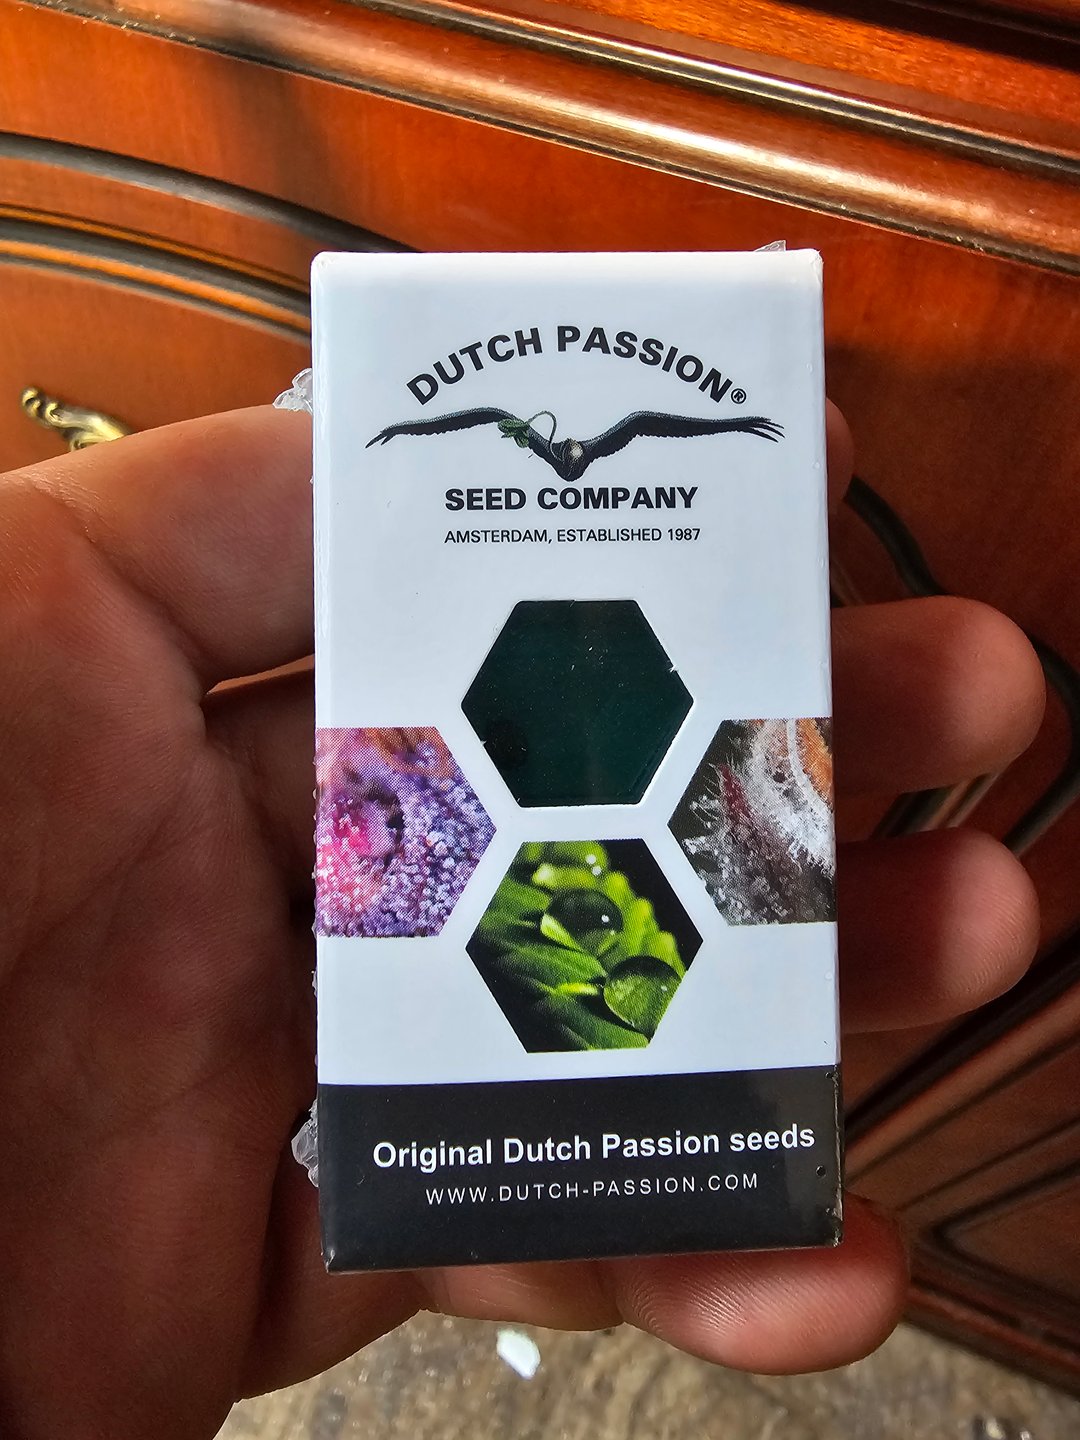 DUTCH PASSION®
SEED COMPANY
AMSTERDAM, ESTABLISHED 1987
Original Dutch Passion seeds
WWW.DUTCH-PASSION.COM